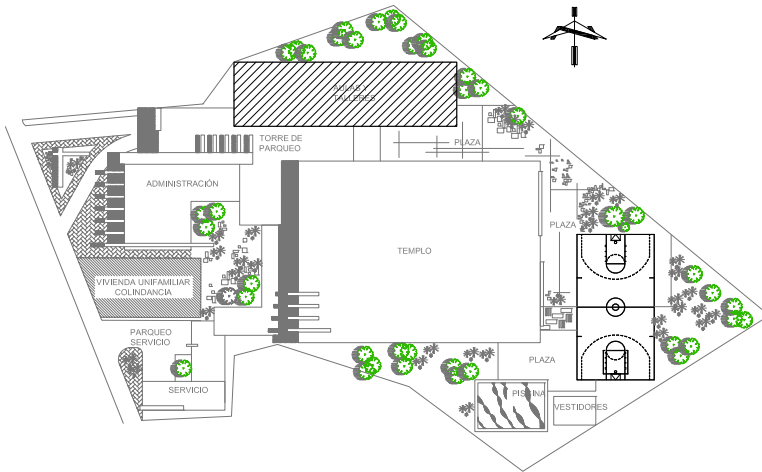 AULAS Y
TALLERES
TORRE DE
PARQUEO
PLAZA
ADMINISTRACIÓN
PLAZA
TEMPLO
VIVIENDA UNIFAMILIAR
COLINDANCIA
PARQUEO
SERVICIO
PLAZA
SERVICIO
PISCINA
VESTIDORES